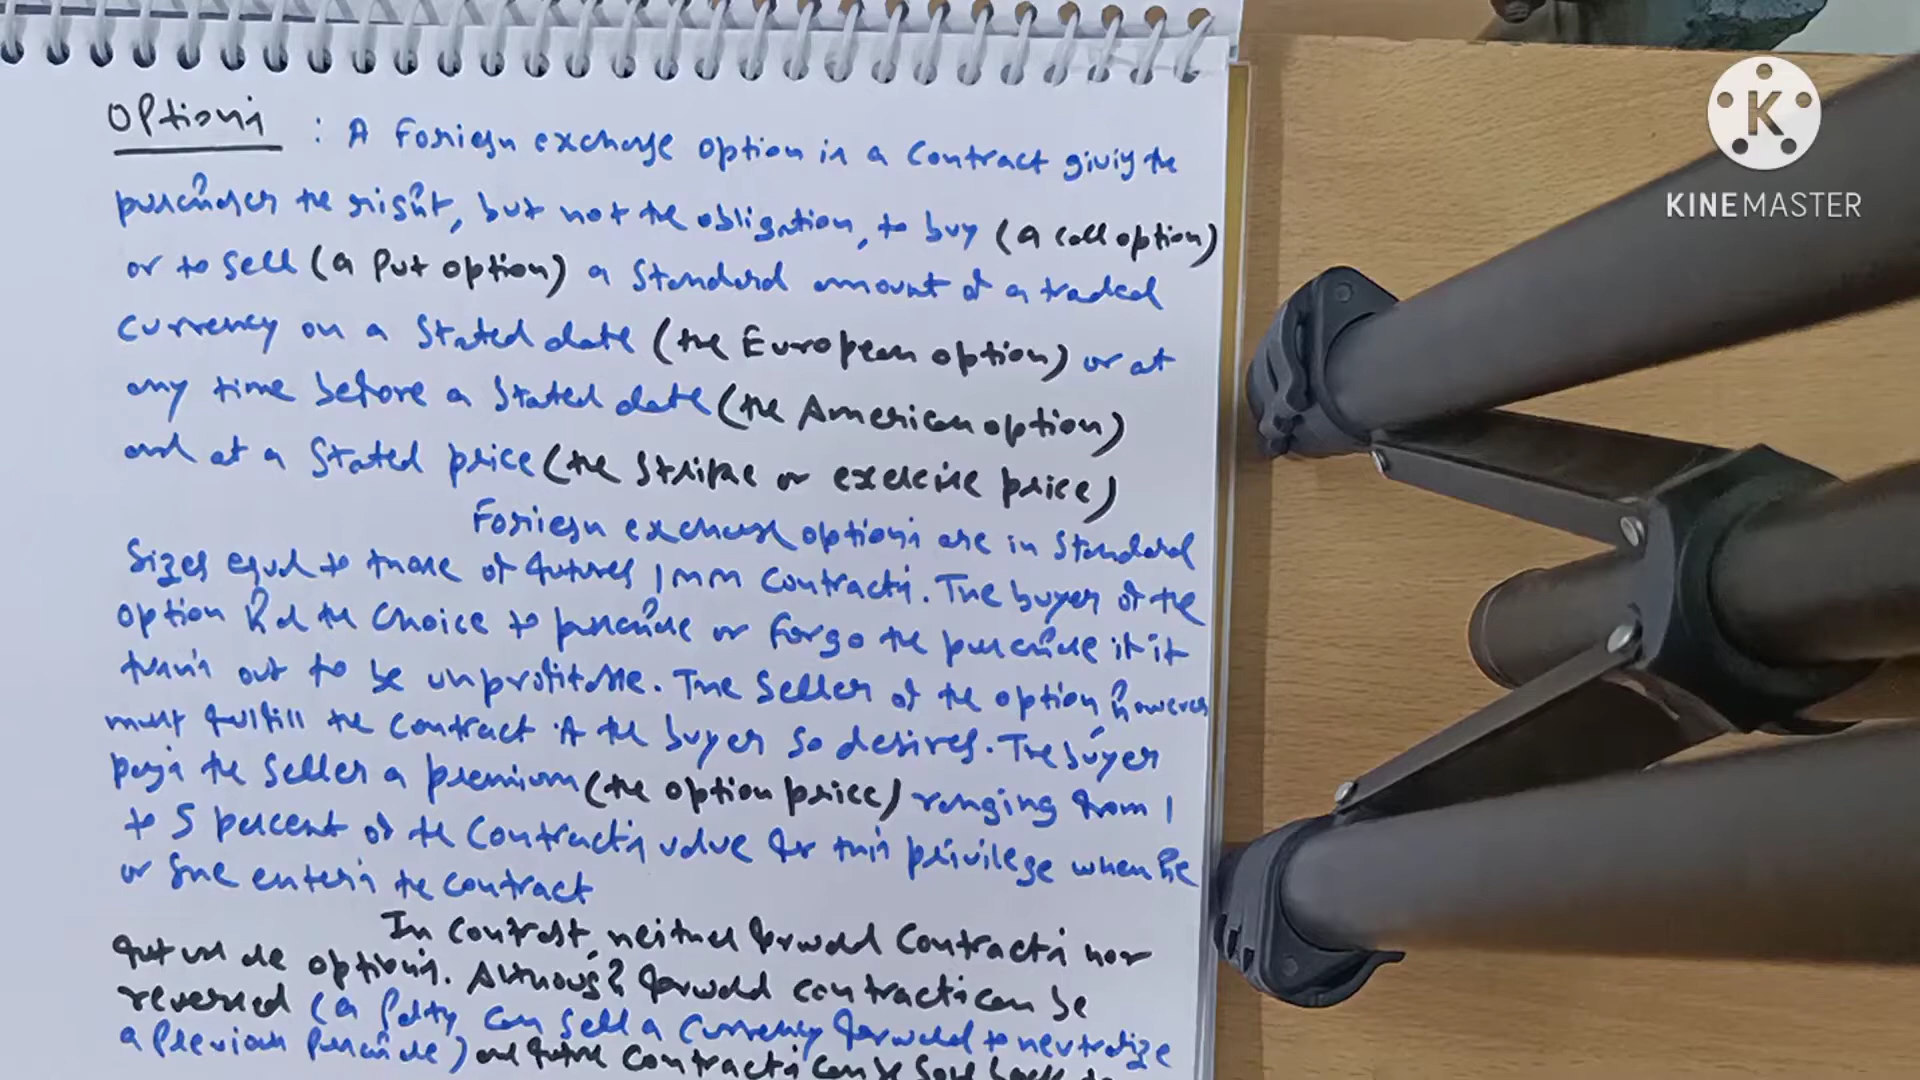 Options : A Foriegn exchange option is a Contract giving the
purchaser the right, but not the obligation, to buy (a call option)
or to sell (a Put option) a Standard amount of a traded
currency on a Stated date (the European option) or at
any time before a Stated date (the American option)
and at a Stated price (the Strike or exercise price)
Foriegn exchange options are in Standard
Sizes equal to those of futures IMM contracts. The buyer of the
option has the Choice to purchase or forgo the purchase if it
turns out to be unprofitable. The Seller of the option however
must fulfill the contract if the buyer so desires. The buyer
pays the Seller a premium (the option price) ranging from 1
to 5 percent of the Contracts value for this privilege when he
or she enters the contract
In Contrast, neither forward Contracts nor
are options. Although forward contracts can be
reversed (a Party can sell a Currency forward to neutralize
a Previous Purchase) and future contracts can be Sold back to
KINEMASTER